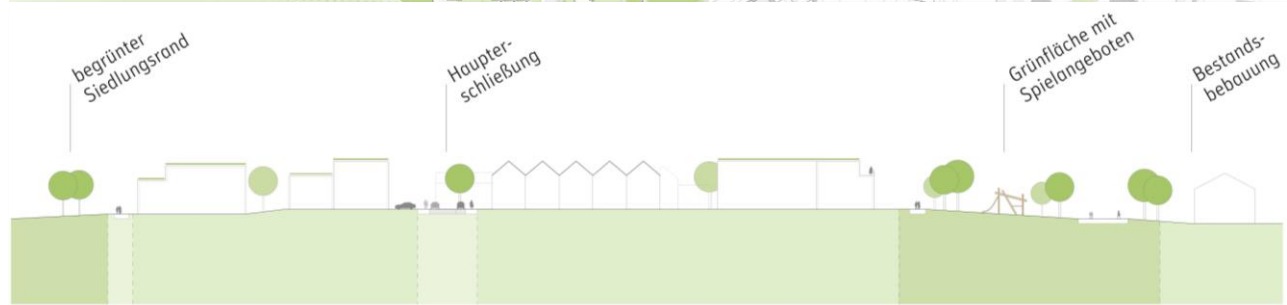 begrünter
Siedlungsrand
Haupter-
schließung
Grünfläche mit
Spielangeboten
Bestands-
bebauung